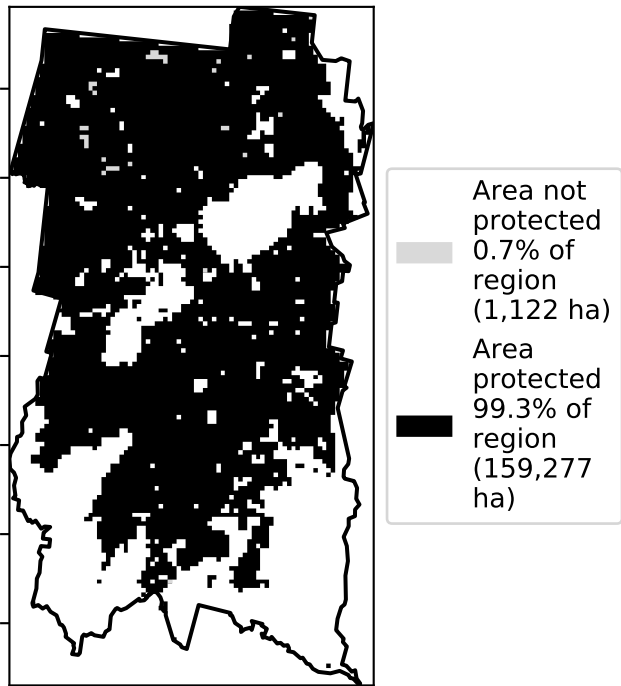 Area not
protected
0.7% of
region
(1,122 ha)
Area
protected
99.3% of
region
(159,277
ha)